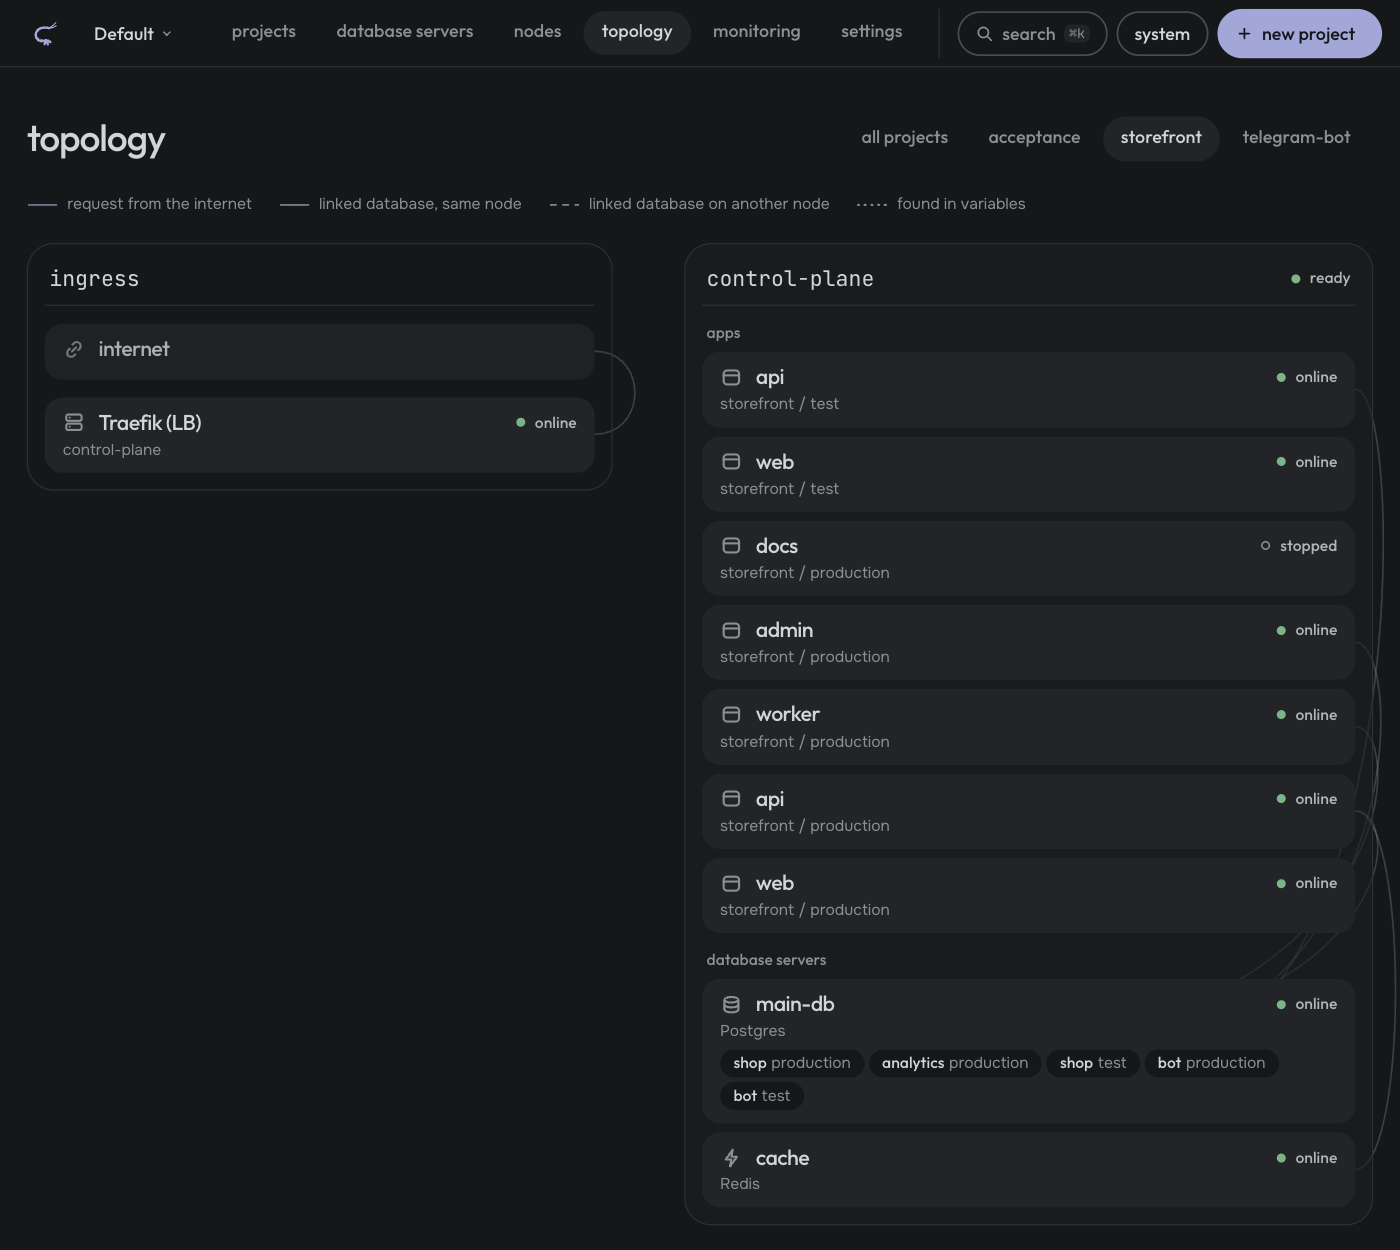 Default projects database servers nodes topology monitoring settings search ⌘k system + new project
topology
all projects acceptance storefront telegram-bot
request from the internet linked database, same node linked database on another node found in variables
ingress
internet
Traefik (LB) online
control-plane
control-plane ready
apps
api online
storefront / test
web online
storefront / test
docs stopped
storefront / production
admin online
storefront / production
worker online
storefront / production
api online
storefront / production
web online
storefront / production
database servers
main-db online
Postgres
shop production analytics production shop test bot production
bot test
cache online
Redis